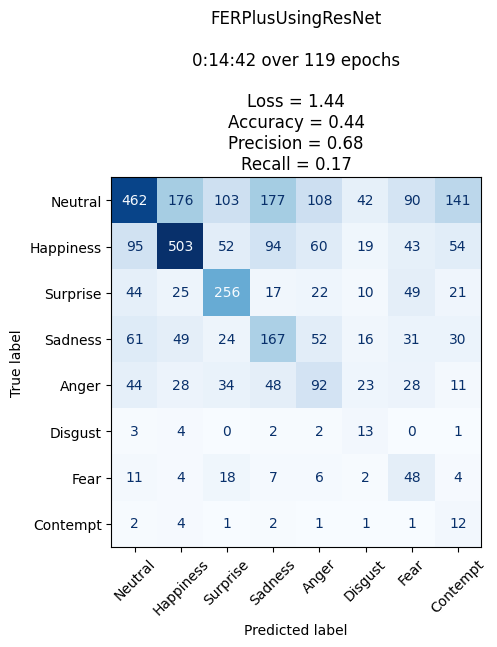 FERPlusUsingResNet
0:14:42 over 119 epochs
Loss = 1.44
Accuracy = 0.44
Precision = 0.68
Recall = 0.17
True label
Neutral 462 176 103 177 108 42 90 141
Happiness 95 503 52 94 60 19 43 54
Surprise 44 25 256 17 22 10 49 21
Sadness 61 49 24 167 52 16 31 30
Anger 44 28 34 48 92 23 28 11
Disgust 3 4 0 2 2 13 0 1
Fear 11 4 18 7 6 2 48 4
Contempt 2 4 1 2 1 1 1 12
Neutral Happiness Surprise Sadness Anger Disgust Fear Contempt
Predicted label